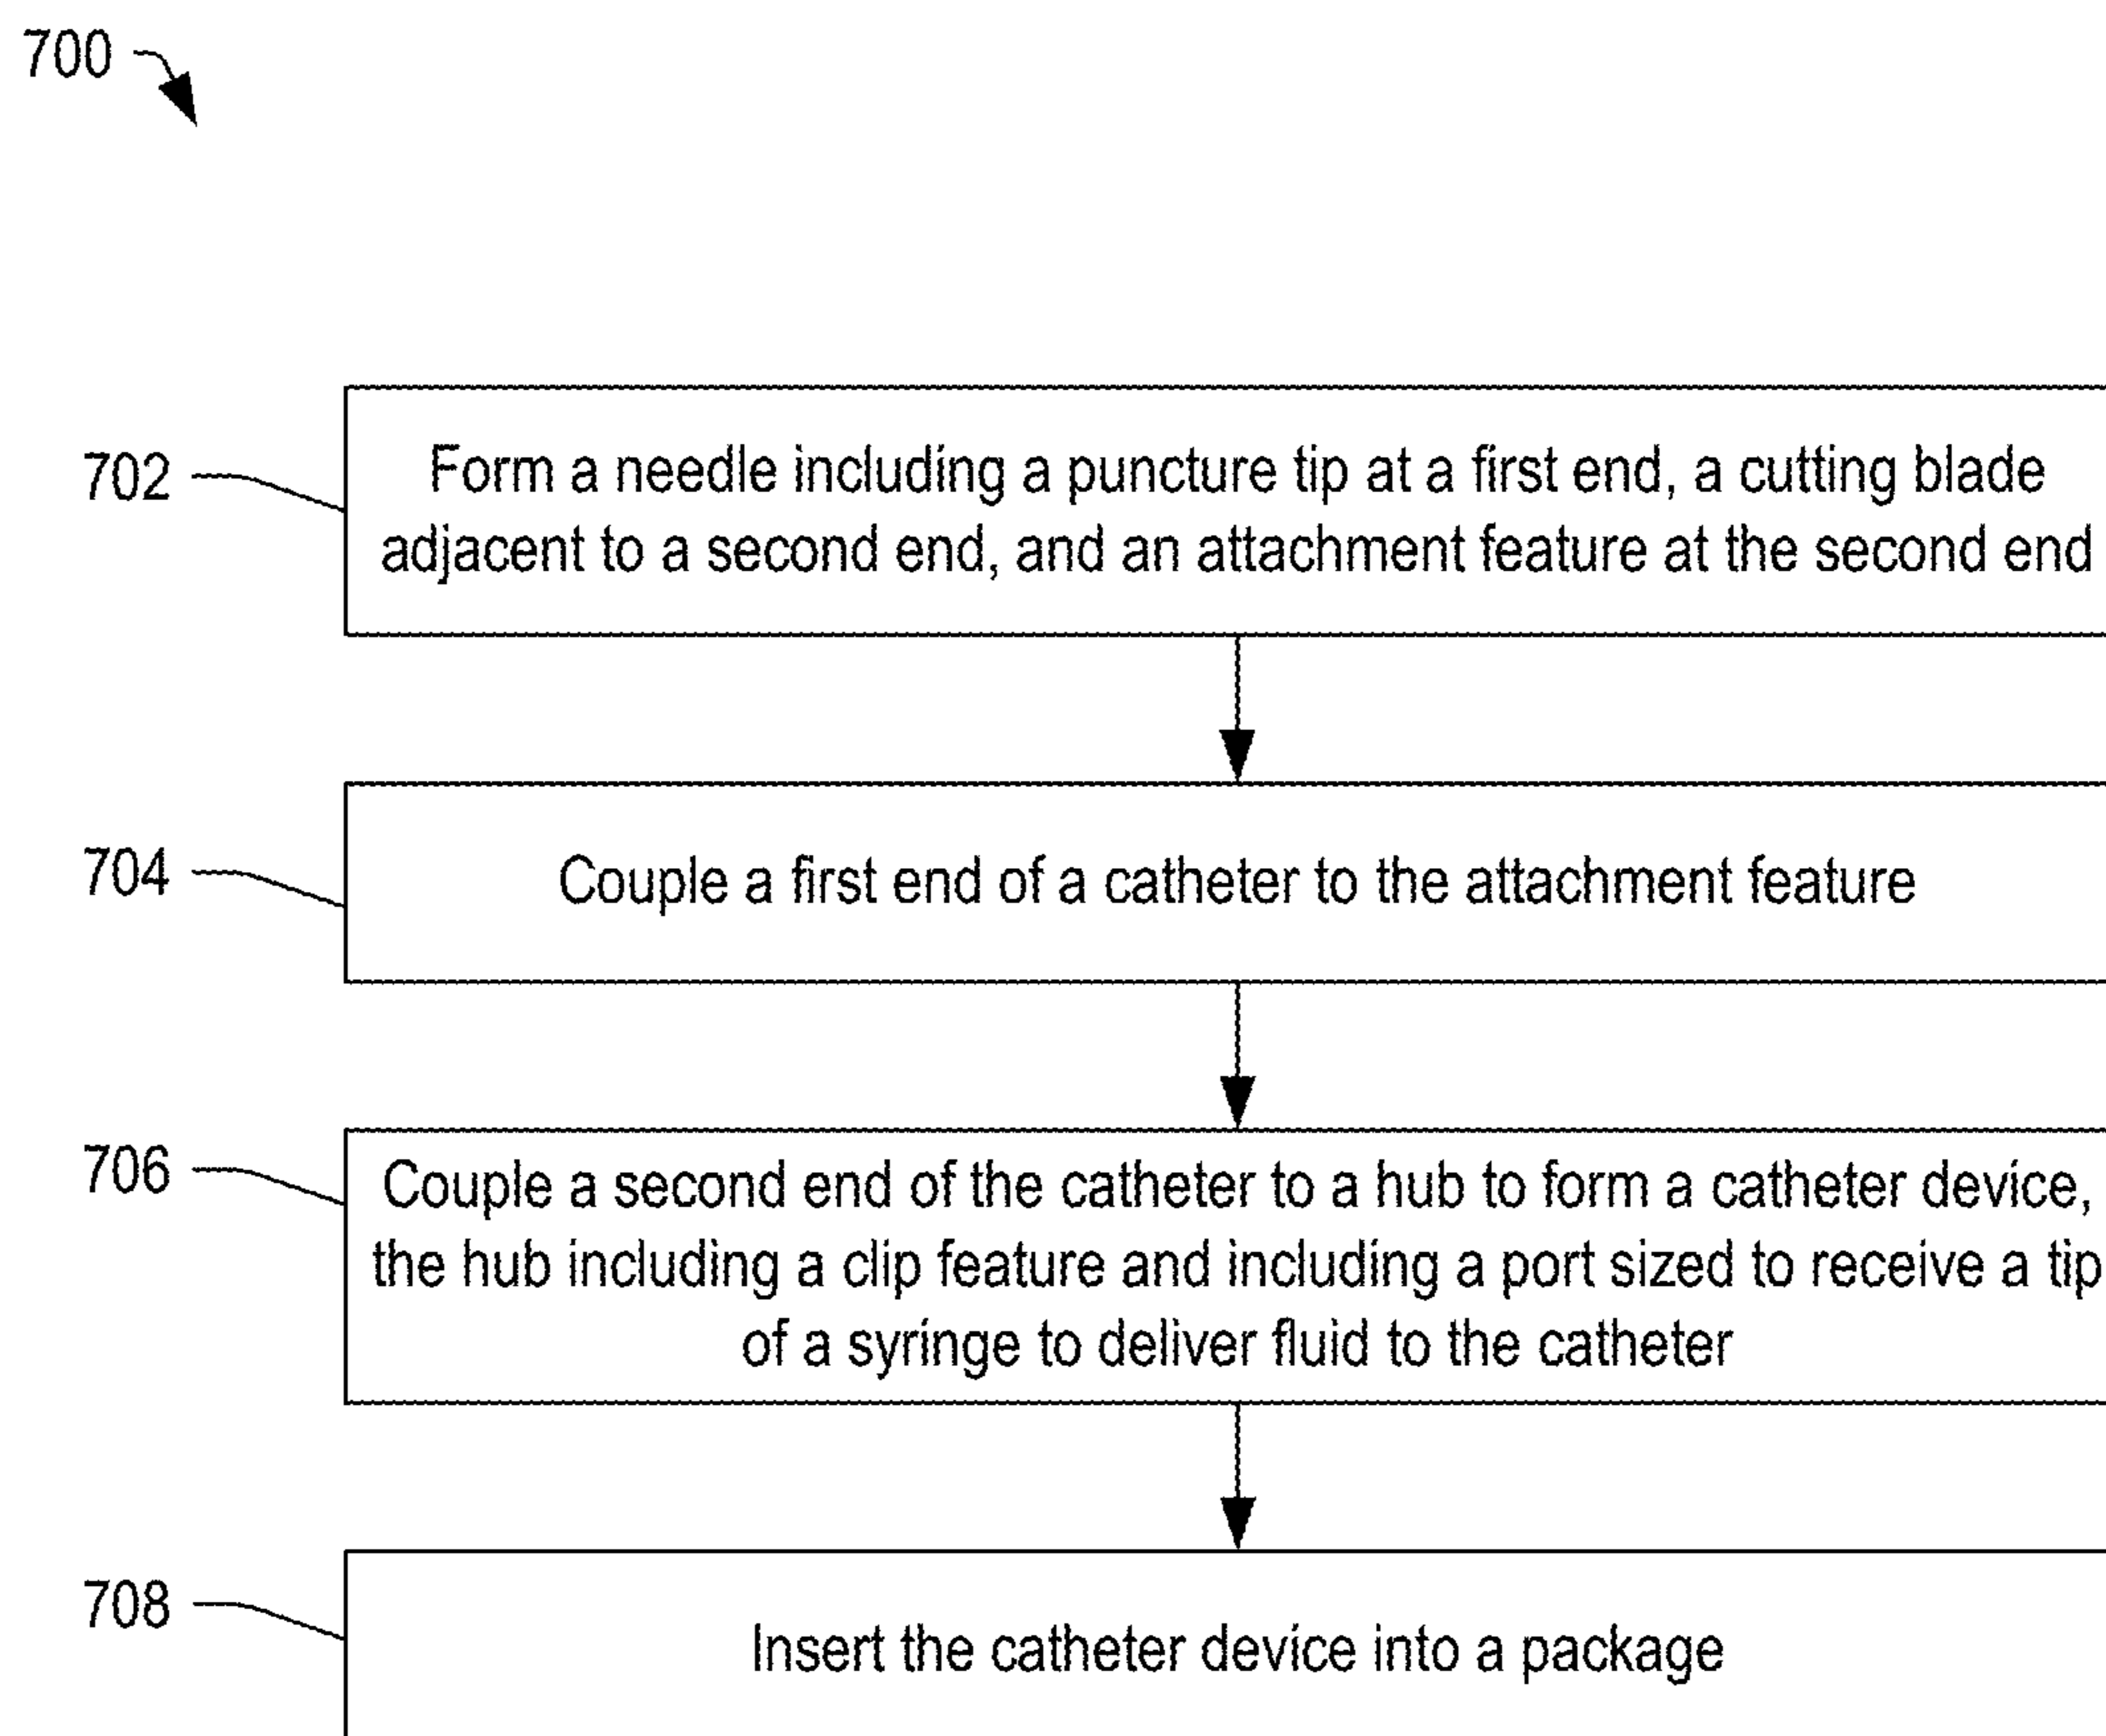 700
702
Form a needle including a puncture tip at a first end, a cutting blade
adjacent to a second end, and an attachment feature at the second end
704
Couple a first end of a catheter to the attachment feature
706
Couple a second end of the catheter to a hub to form a catheter device,
the hub including a clip feature and including a port sized to receive a tip
of a syringe to deliver fluid to the catheter
708
Insert the catheter device into a package